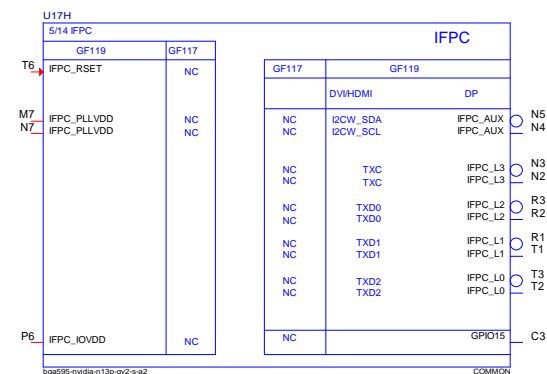 U17H
5/14 IFPC
IFPC
GF119 GF117
T6 IFPC_RSET NC
GF117 GF119
DVI/HDMI DP
M7 IFPC_PLLVDD NC
N7 IFPC_PLLVDD NC
NC I2CW_SDA IFPC_AUX N5
NC I2CW_SCL IFPC_AUX N4
NC TXC IFPC_L3 N3
NC TXC IFPC_L3 N2
NC TXD0 IFPC_L2 R3
NC TXD0 IFPC_L2 R2
NC TXD1 IFPC_L1 R1
NC TXD1 IFPC_L1 T1
NC TXD2 IFPC_L0 T3
NC TXD2 IFPC_L0 T2
P6 IFPC_IOVDD NC
NC GPIO15 C3
bga595-nvidia-n13p-gv2-s-a2 COMMON